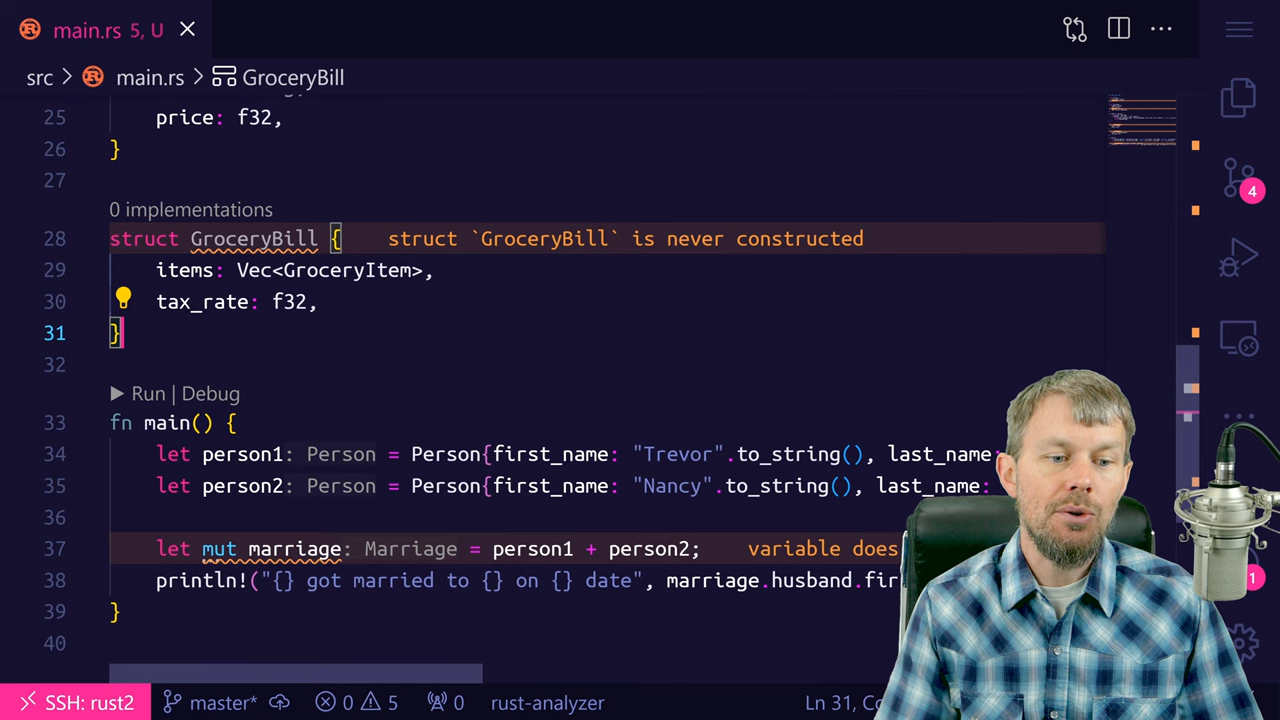 main.rs 5, U
src > main.rs > GroceryBill
25 price: f32,
26 }
27
0 implementations
28 struct GroceryBill { struct `GroceryBill` is never constructed
29 items: Vec<GroceryItem>,
30 tax_rate: f32,
31 }
32
Run | Debug
33 fn main() {
34 let person1: Person = Person{first_name: "Trevor".to_string(), last_name:
35 let person2: Person = Person{first_name: "Nancy".to_string(), last_name:
36
37 let mut marriage: Marriage = person1 + person2; variable does
38 println!("{} got married to {} on {} date", marriage.husband.fir
39 }
40
4
1
SSH: rust2 master* 0 5 0 rust-analyzer Ln 31,